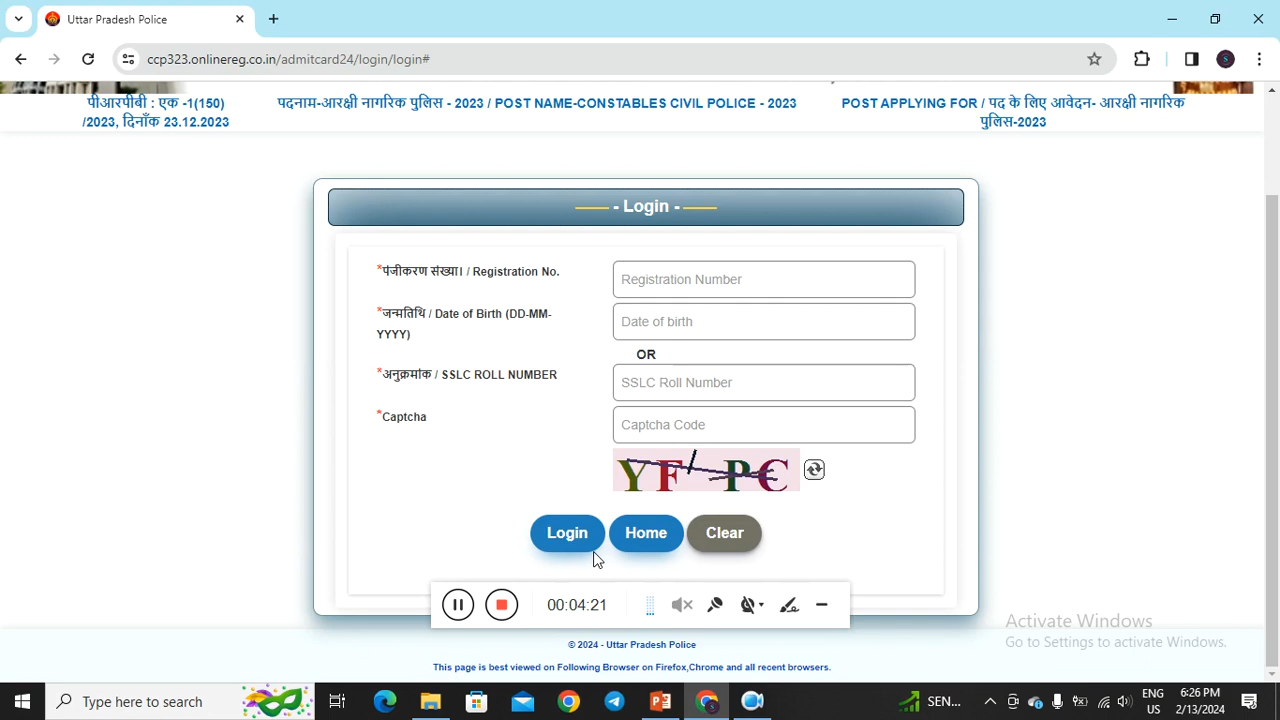 Uttar Pradesh Police
ccp323.onlinereg.co.in/admitcard24/login/login#
पीआरपीबी : एक -1(150)
/2023, दिनाँक 23.12.2023
पदनाम-आरक्षी नागरिक पुलिस - 2023 / POST NAME-CONSTABLES CIVIL POLICE - 2023
POST APPLYING FOR / पद के लिए आवेदन- आरक्षी नागरिक
पुलिस-2023
- Login -
*पंजीकरण संख्या। / Registration No.
Registration Number
*जन्मतिथि / Date of Birth (DD-MM-
YYYY)
Date of birth
OR
*अनुक्रमांक / SSLC ROLL NUMBER
SSLC Roll Number
*Captcha
Captcha Code
YF PC
Login Home Clear
00:04:21
Activate Windows
Go to Settings to activate Windows.
© 2024 - Uttar Pradesh Police
This page is best viewed on Following Browser on Firefox,Chrome and all recent browsers.
Type here to search
SEN...
ENG
US
6:26 PM
2/13/2024